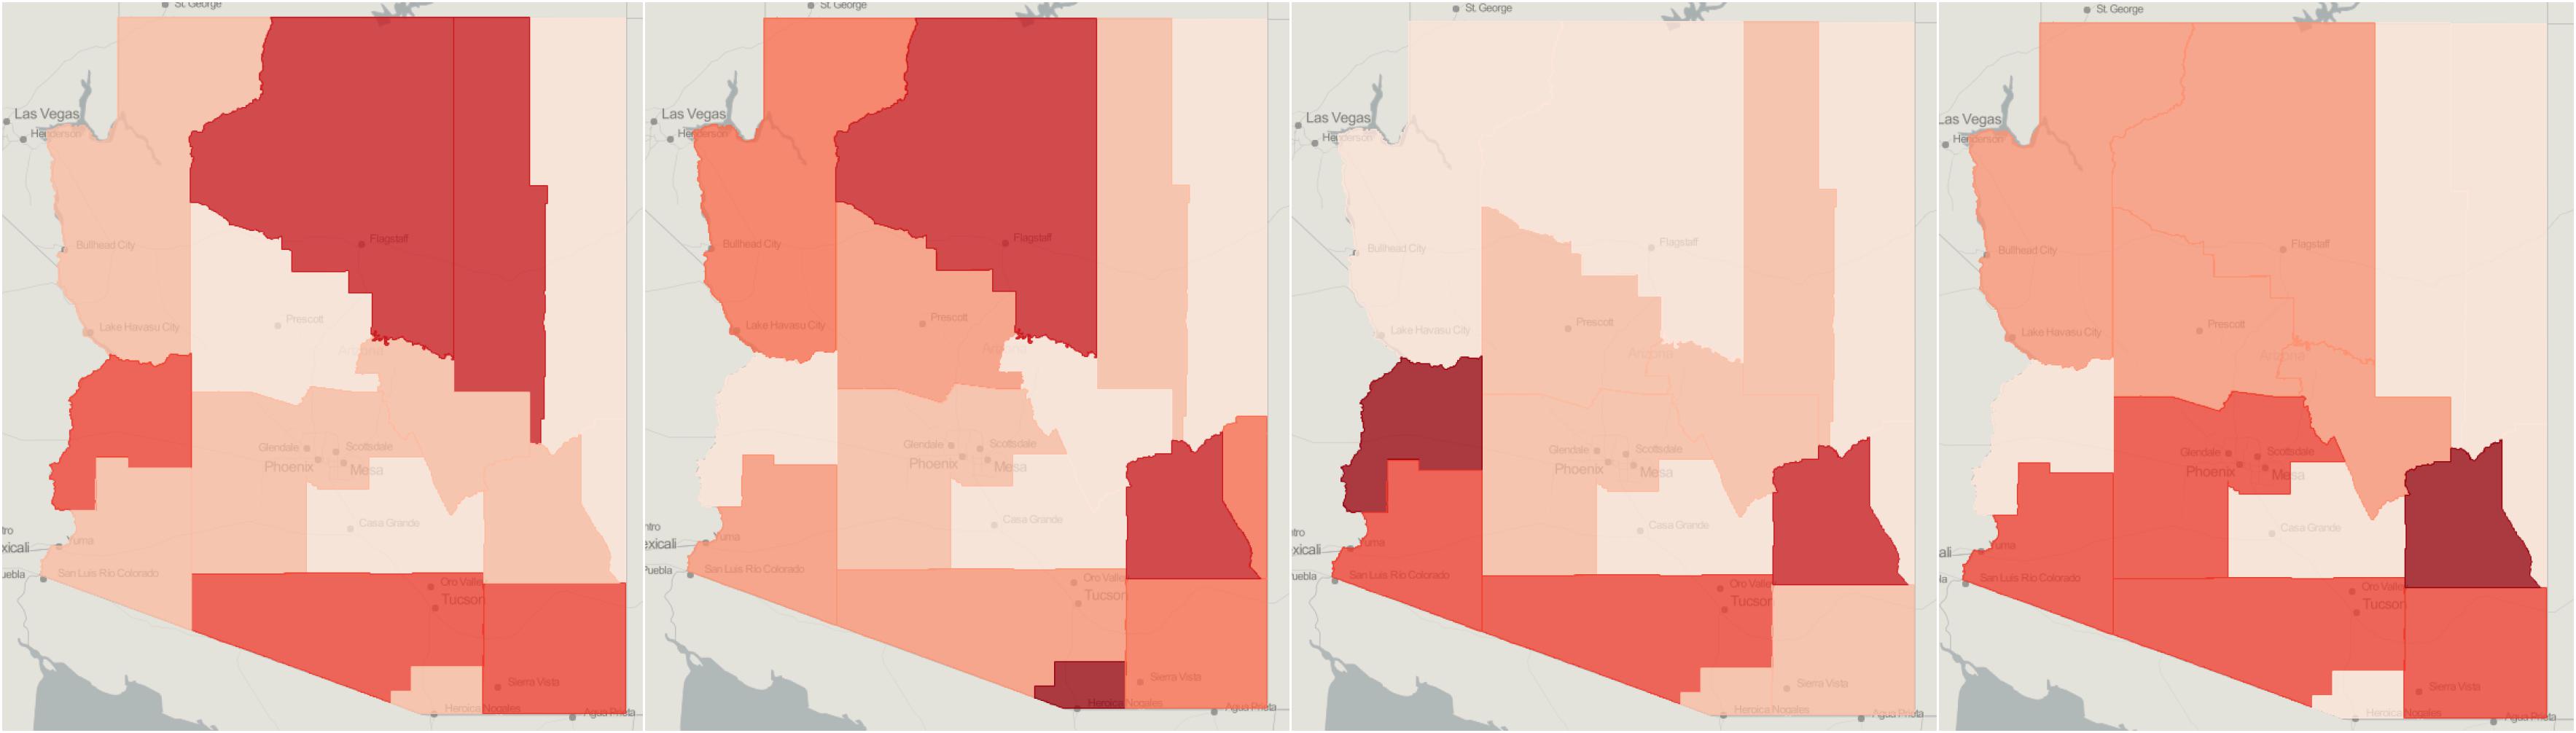 St. George
Las Vegas
Henderson
Bullhead City
Flagstaff
Lake Havasu City
Prescott
Arizona
Glendale
Scottsdale
Phoenix
Mesa
Casa Grande
tro
xicali
Yuma
uebla
San Luis Río Colorado
Oro Valle
Tucson
Sierra Vista
Heroica Nogales
Agua Prieta
St. George
Las Vegas
Henderson
Bullhead City
Flagstaff
Lake Havasu City
Prescott
Arizona
Glendale
Scottsdale
Phoenix
Mesa
Casa Grande
ntro
exicali
Yuma
Puebla
San Luis Río Colorado
Oro Valle
Tucson
Sierra Vista
Heroica Nogales
Agua Prieta
St. George
Las Vegas
Henderson
Bullhead City
Flagstaff
Lake Havasu City
Prescott
Arizona
Glendale
Scottsdale
Phoenix
Mesa
Casa Grande
ntro
xicali
Yuma
uebla
San Luis Río Colorado
Oro Valle
Tucson
Sierra Vista
Heroica Nogales
Agua Prieta
St. George
Las Vegas
Henderson
Bullhead City
Flagstaff
Lake Havasu City
Prescott
Arizona
Glendale
Scottsdale
Phoenix
Mesa
Casa Grande
ali
Yuma
la
San Luis Río Colorado
Oro Valle
Tucson
Sierra Vista
Heroica Nogales
Agua Prieta